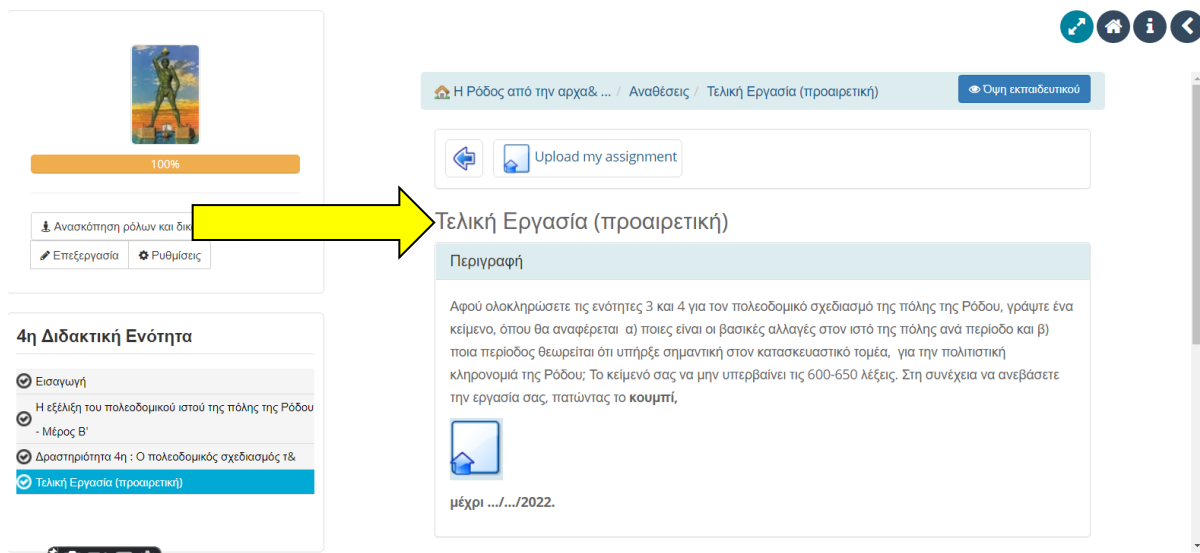 100%
Ανασκόπηση ρόλων και δικ
Επεξεργασία Ρυθμίσεις
4η Διδακτική Ενότητα
Εισαγωγή
Η εξέλιξη του πολεοδομικού ιστού της πόλης της Ρόδου
- Μέρος Β'
Δραστηριότητα 4η : Ο πολεοδομικός σχεδιασμός τ&
Τελική Εργασία (προαιρετική)
Η Ρόδος από την αρχα& ... / Αναθέσεις / Τελική Εργασία (προαιρετική)
Όψη εκπαιδευτικού
Upload my assignment
Τελική Εργασία (προαιρετική)
Περιγραφή
Αφού ολοκληρώσετε τις ενότητες 3 και 4 για τον πολεοδομικό σχεδιασμό της πόλης της Ρόδου, γράψτε ένα
κείμενο, όπου θα αναφέρεται α) ποιες είναι οι βασικές αλλαγές στον ιστό της πόλης ανά περίοδο και β)
ποια περίοδος θεωρείται ότι υπήρξε σημαντική στον κατασκευαστικό τομέα, για την πολιτιστική
κληρονομιά της Ρόδου; Το κείμενό σας να μην υπερβαίνει τις 600-650 λέξεις. Στη συνέχεια να ανεβάσετε
την εργασία σας, πατώντας το κουμπί,
μέχρι .../.../2022.